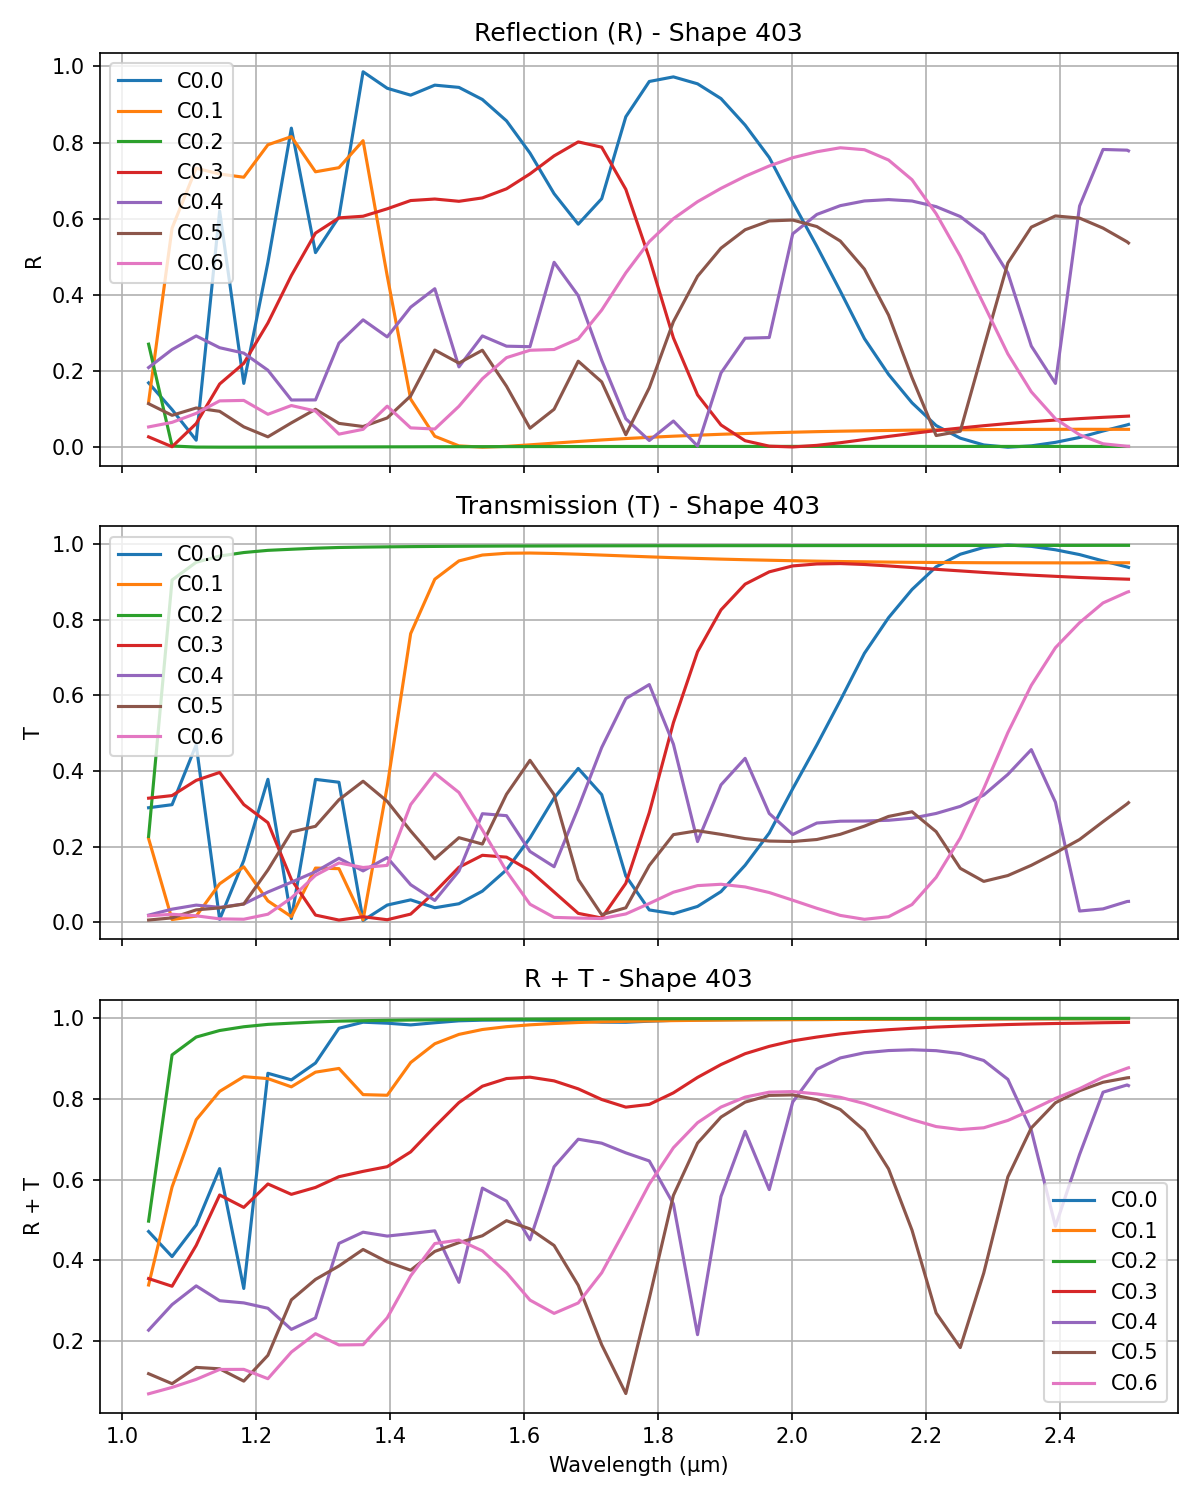 Reflection (R) - Shape 403
1.0
0.8
0.6
0.4
0.2
0.0
R
C0.0
C0.1
C0.2
C0.3
C0.4
C0.5
C0.6
Transmission (T) - Shape 403
1.0
0.8
0.6
0.4
0.2
0.0
T
C0.0
C0.1
C0.2
C0.3
C0.4
C0.5
C0.6
R + T - Shape 403
1.0
0.8
0.6
0.4
0.2
R + T
C0.0
C0.1
C0.2
C0.3
C0.4
C0.5
C0.6
1.0 1.2 1.4 1.6 1.8 2.0 2.2 2.4
Wavelength (μm)